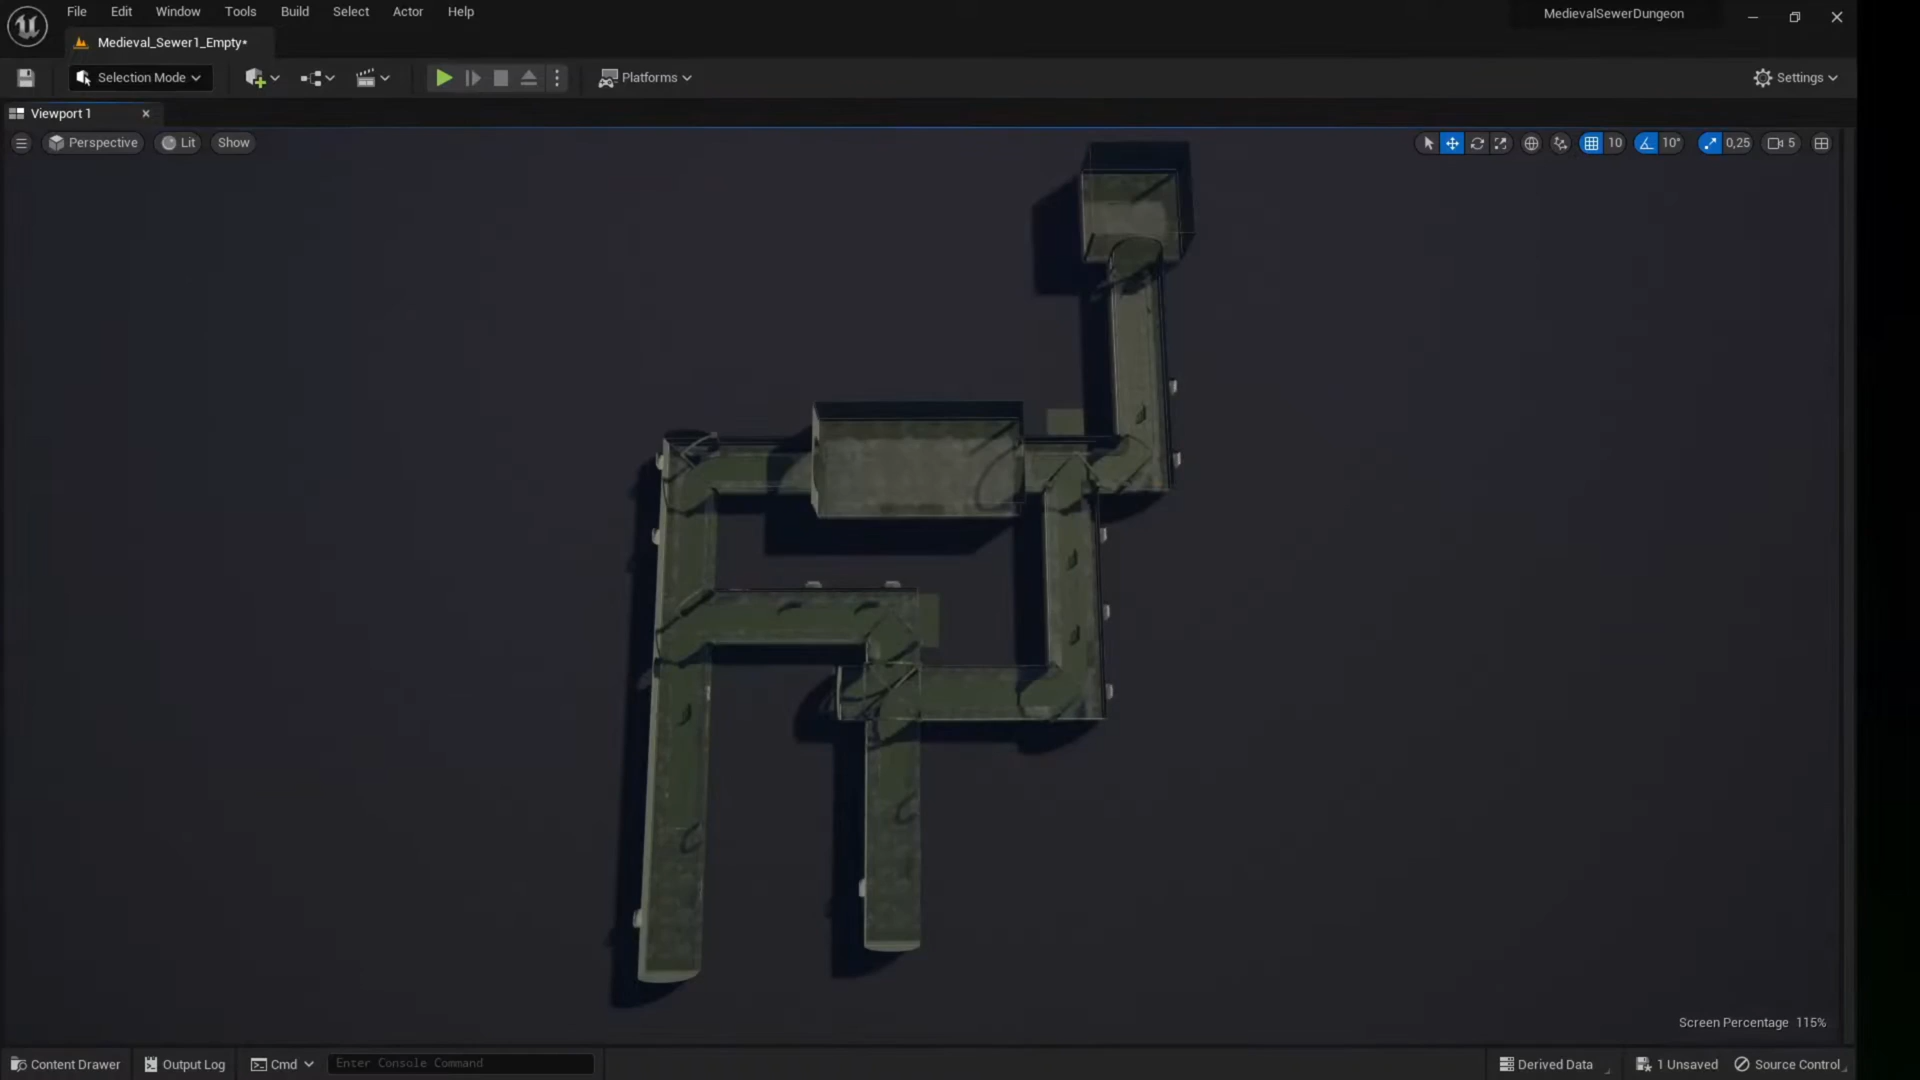 File Edit Window Tools Build Select Actor Help
MedievalSewerDungeon
Medieval_Sewer1_Empty*
Selection Mode
Platforms
Settings
Viewport 1
Perspective Lit Show
10 10° 0,25 5
Screen Percentage 115%
Content Drawer Output Log Cmd Enter Console Command
Derived Data 1 Unsaved Source Control